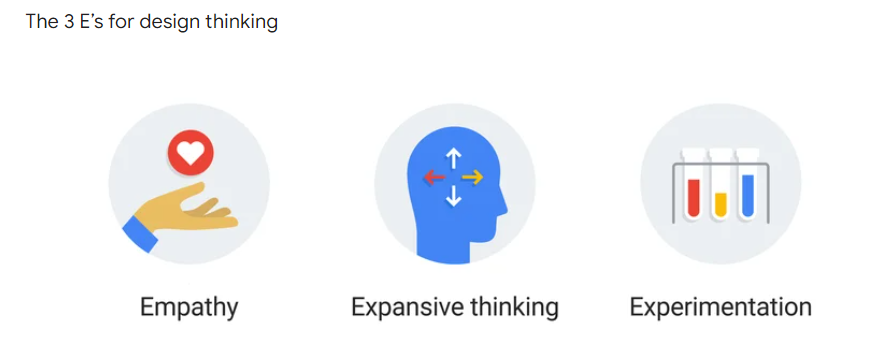 The 3 E’s for design thinking
Empathy
Expansive thinking
Experimentation